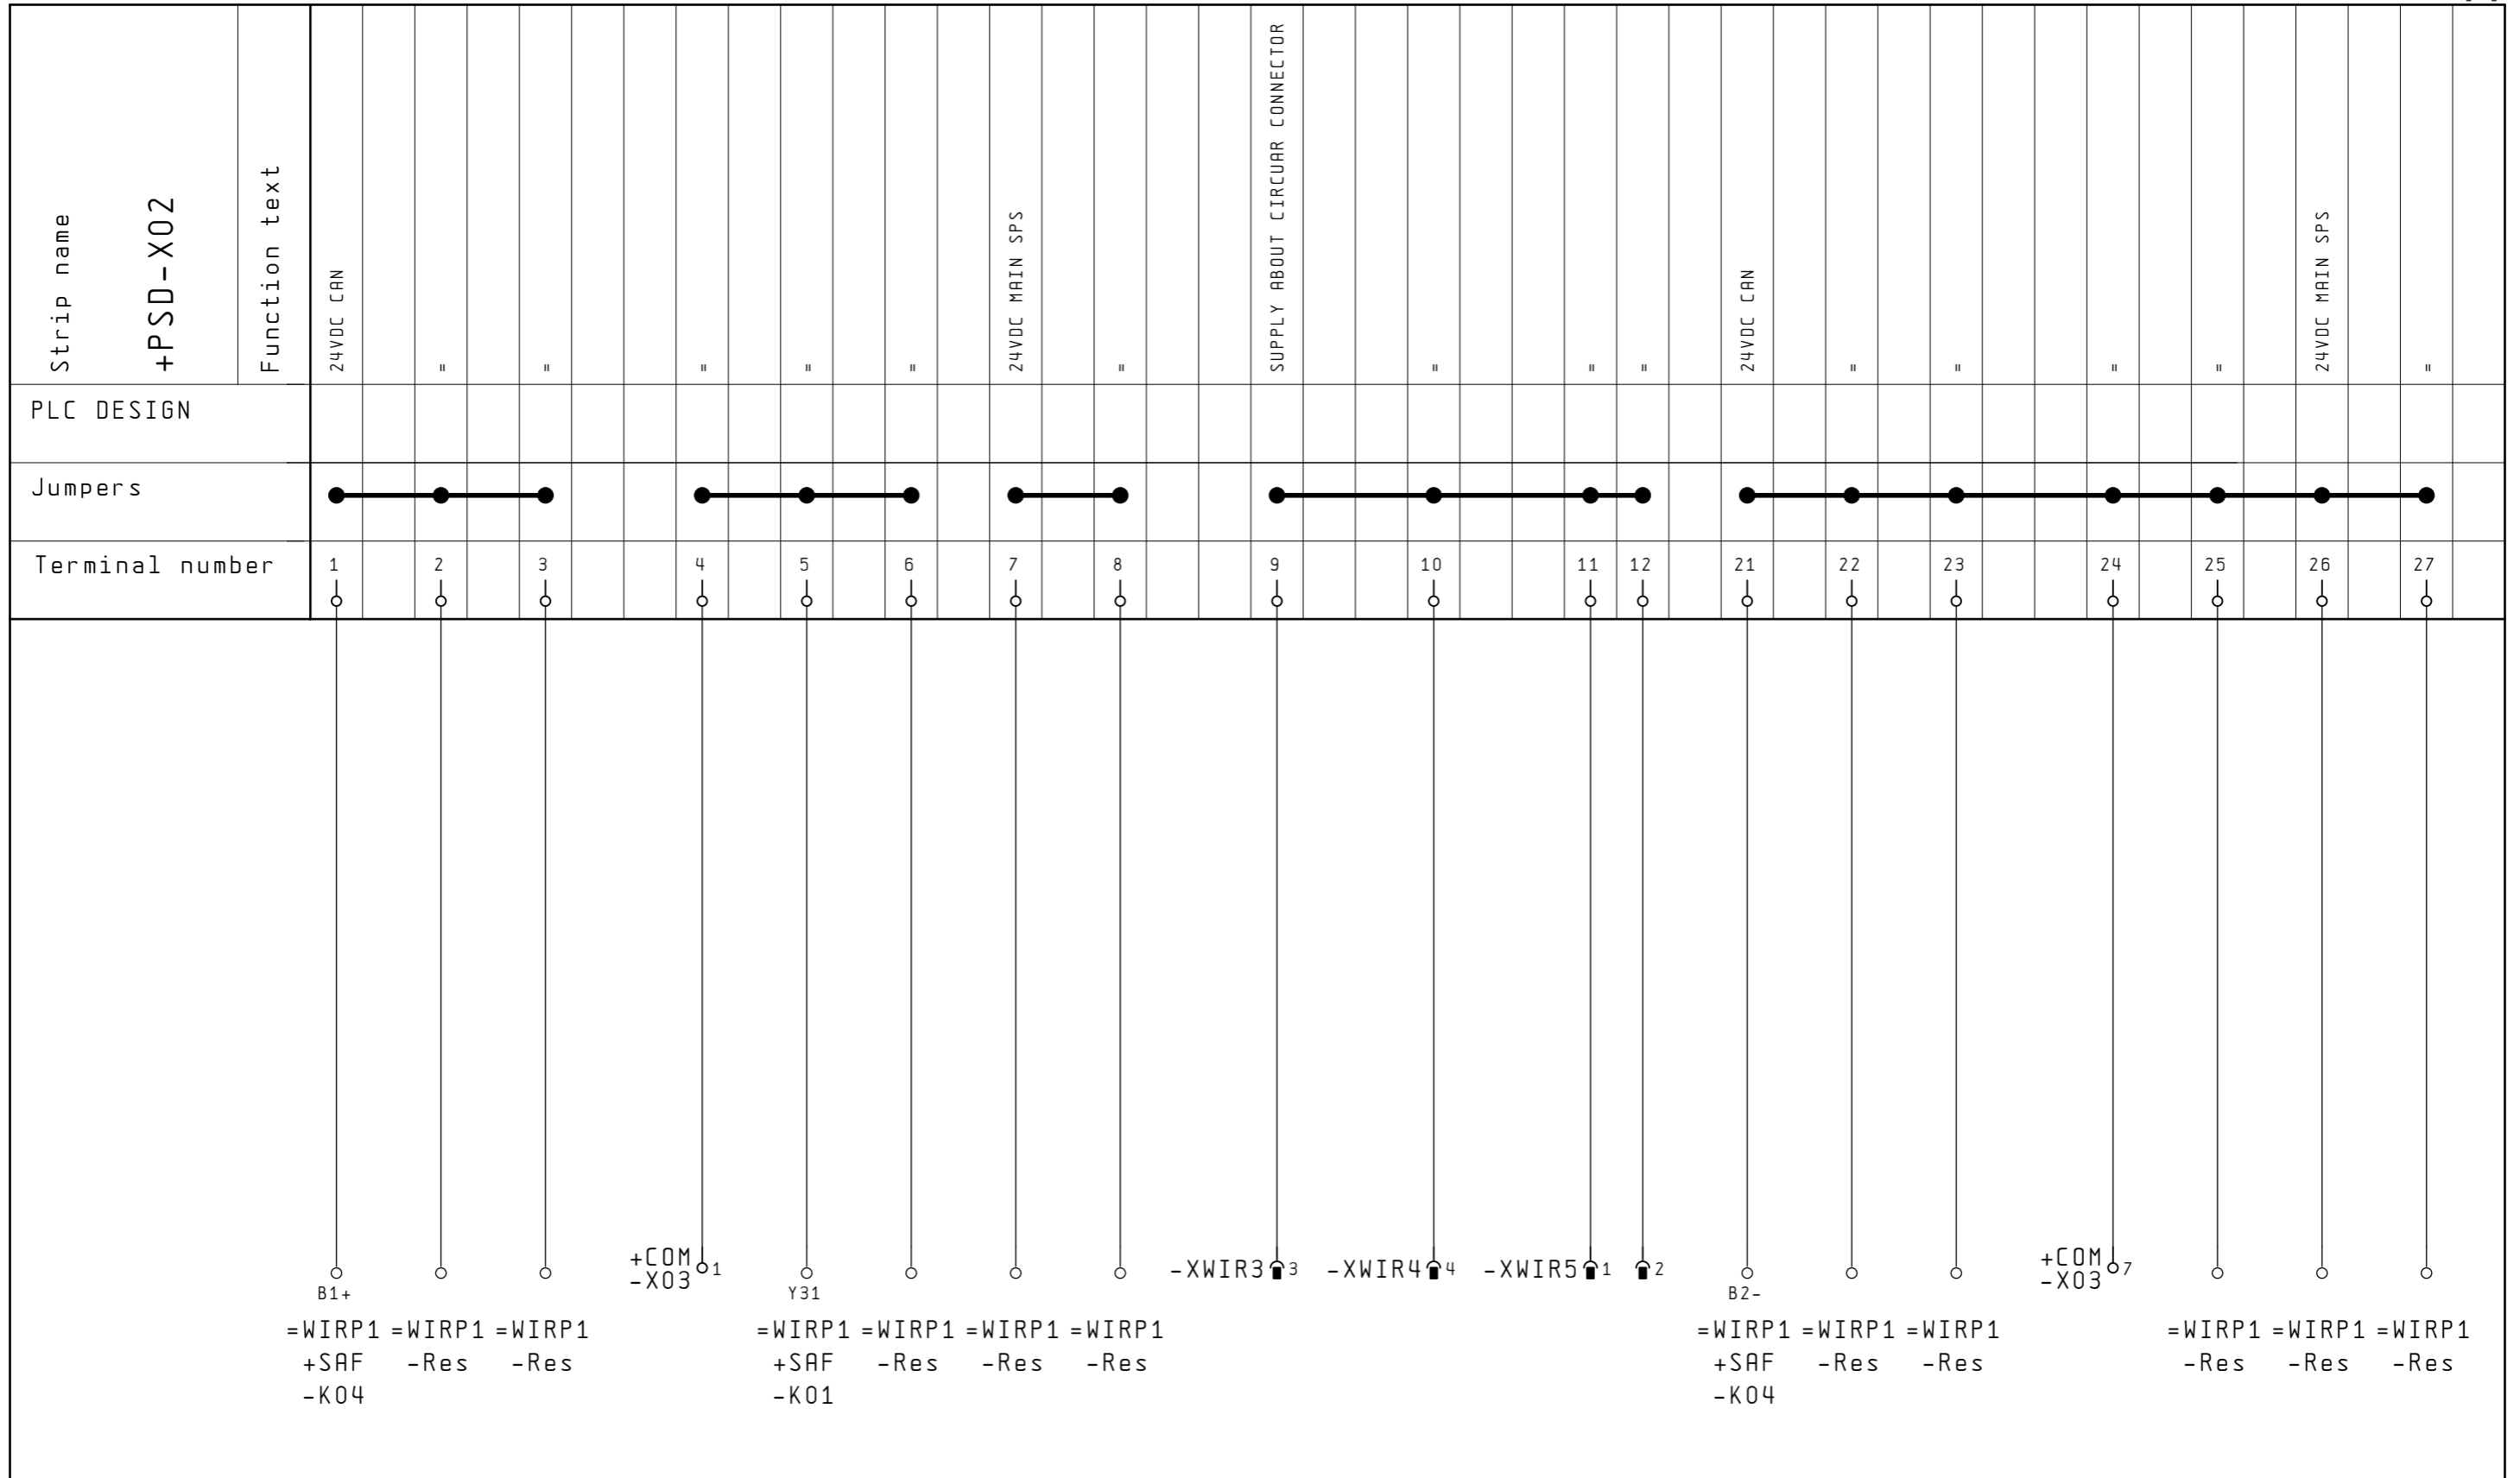 Strip name
+PSD-X02
Function text
24VDC CAN
"
"
"
"
"
24VDC MAIN SPS
"
SUPPLY ABOUT CIRCUAR CONNECTOR
"
"
"
24VDC CAN
"
"
"
"
24VDC MAIN SPS
"
PLC DESIGN
Jumpers
Terminal number 1 2 3 4 5 6 7 8 9 10 11 12 21 22 23 24 25 26 27
+COM +COM
-X03 1 -XWIR3 3 -XWIR4 4 -XWIR5 1 2 -X03 7
B1+ Y31 B2-
=WIRP1 =WIRP1 =WIRP1 =WIRP1 =WIRP1 =WIRP1 =WIRP1 =WIRP1 =WIRP1 =WIRP1 =WIRP1 =WIRP1 =WIRP1
+SAF -Res -Res +SAF -Res -Res -Res +SAF -Res -Res -Res -Res -Res
-K04 -K01 -K04